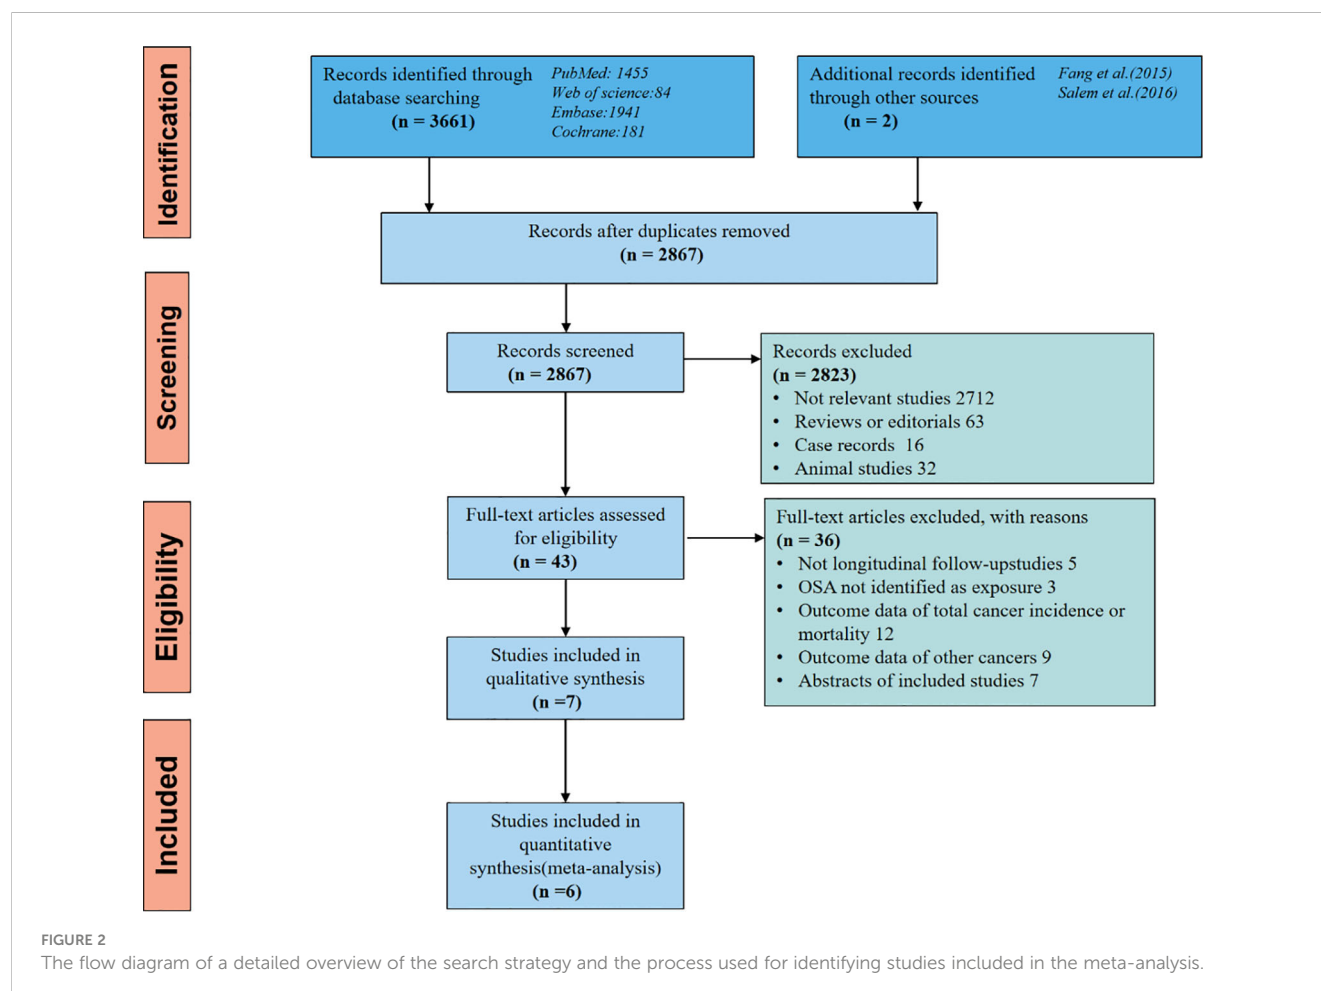 Identification
Records identified through
database searching
(n = 3661)
PubMed: 1455
Web of science:84
Embase:1941
Cochrane:181
Additional records identified
through other sources
(n = 2)
Fang et al.(2015)
Salem et al.(2016)
Records after duplicates removed
(n = 2867)
Screening
Records screened
(n = 2867)
Records excluded
(n = 2823)
• Not relevant studies 2712
• Reviews or editorials 63
• Case records 16
• Animal studies 32
Eligibility
Full-text articles assessed
for eligibility
(n = 43)
Full-text articles excluded, with reasons
(n = 36)
• Not longitudinal follow-upstudies 5
• OSA not identified as exposure 3
• Outcome data of total cancer incidence or
mortality 12
• Outcome data of other cancers 9
• Abstracts of included studies 7
Studies included in
qualitative synthesis
(n =7)
Included
Studies included in
quantitative
synthesis(meta-analysis)
(n =6)
FIGURE 2
The flow diagram of a detailed overview of the search strategy and the process used for identifying studies included in the meta-analysis.